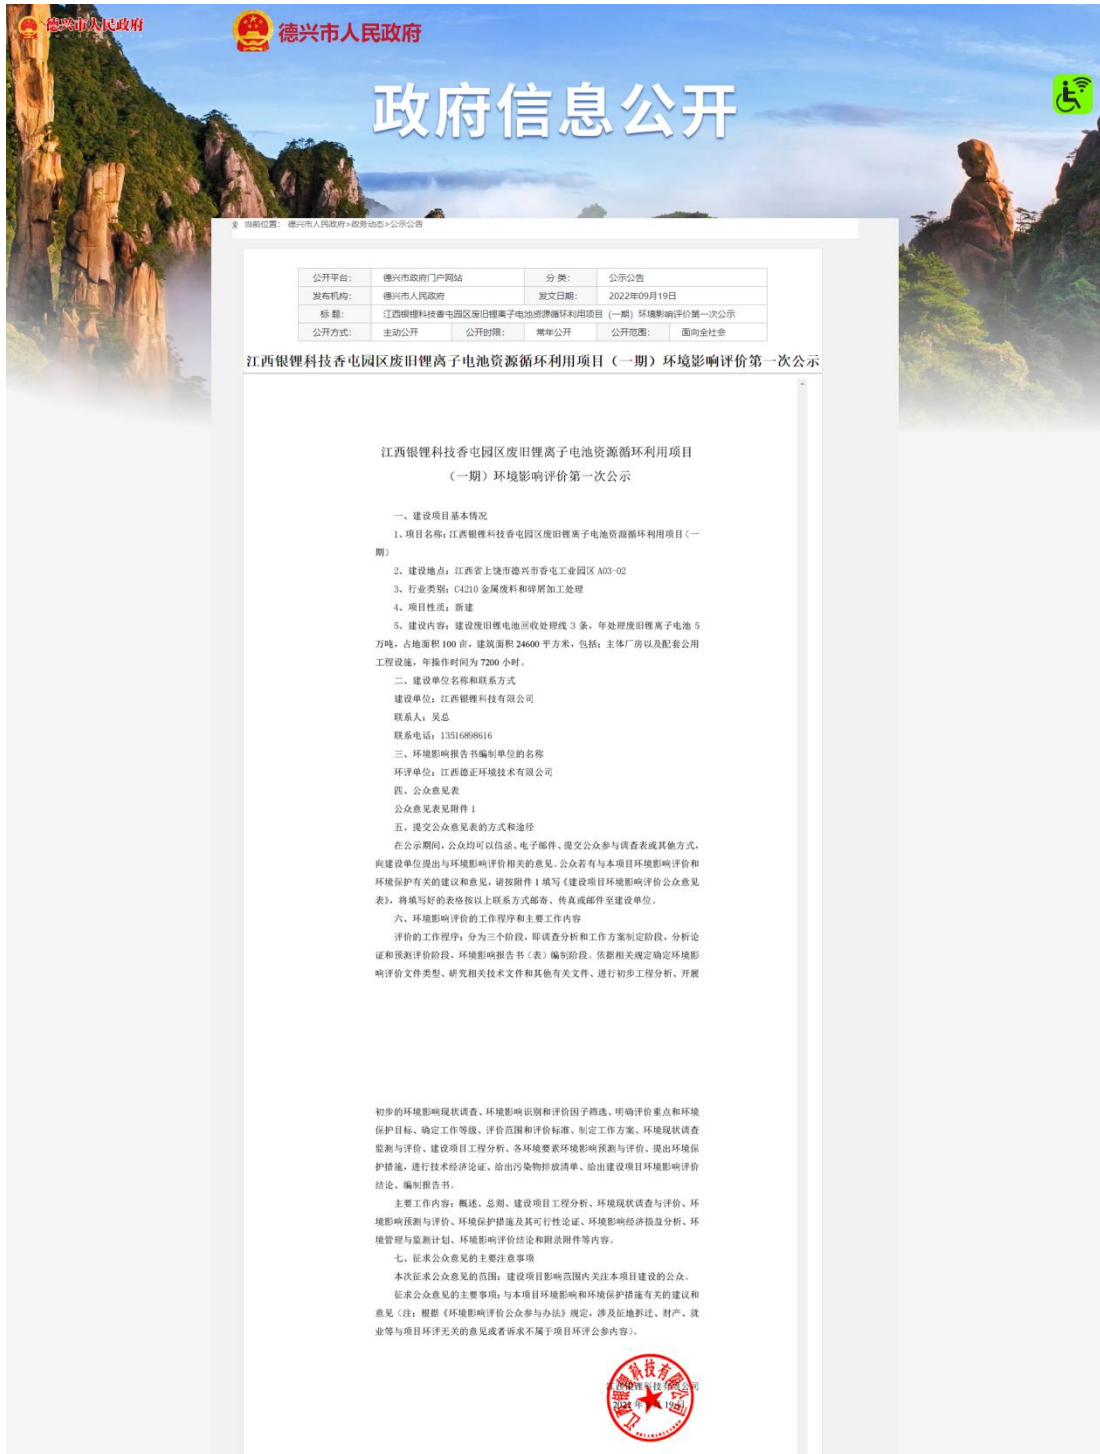 德兴市人民政府
德兴市人民政府
政府信息公开
当前位置： 德兴市人民政府>政务动态>公示公告
公开平台： 德兴市政府门户网站 分 类： 公示公告
发布机构： 德兴市人民政府 发文日期： 2022年09月19日
标 题： 江西银锂科技香屯园区废旧锂离子电池资源循环利用项目（一期）环境影响评价第一次公示
公开方式： 主动公开 公开时限： 常年公开 公开范围： 面向全社会
江西银锂科技香屯园区废旧锂离子电池资源循环利用项目（一期）环境影响评价第一次公示
江西银锂科技香屯园区废旧锂离子电池资源循环利用项目
（一期）环境影响评价第一次公示
一、建设项目基本情况
1、项目名称：江西银锂科技香屯园区废旧锂离子电池资源循环利用项目（一
期）
2、建设地点：江西省上饶市德兴市香屯工业园区 A03-02
3、行业类别：C4210 金属废料和碎屑加工处理
4、项目性质：新建
5、建设内容：建设废旧锂电池回收处理线 3 条，年处理废旧锂离子电池 5
万吨，占地面积 100 亩，建筑面积 24600 平方米，包括：主体厂房以及配套公用
工程设施，年操作时间为 7200 小时。
二、建设单位名称和联系方式
建设单位：江西银锂科技有限公司
联系人：吴总
联系电话：13516898616
三、环境影响报告书编制单位的名称
环评单位：江西德正环境技术有限公司
四、公众意见表
公众意见表见附件 1
五、提交公众意见表的方式和途径
在公示期间，公众均可以信函、电子邮件、提交公众参与调查表或其他方式，
向建设单位提出与环境影响评价相关的意见。公众若有与本项目环境影响评价和
环境保护有关的建议和意见，请按附件 1 填写《建设项目环境影响评价公众意见
表》，将填写好的表格按以上联系方式邮寄、传真或邮件至建设单位。
六、环境影响评价的工作程序和主要工作内容
评价的工作程序：分为三个阶段，即调查分析和工作方案制定阶段，分析论
证和预测评价阶段，环境影响报告书（表）编制阶段。依据相关规定确定环境影
响评价文件类型、研究相关技术文件和其他有关文件、进行初步工程分析、开展
初步的环境影响现状调查、环境影响识别和评价因子筛选、明确评价重点和环境
保护目标、确定工作等级、评价范围和评价标准、制定工作方案、环境现状调查
监测与评价、建设项目工程分析、各环境要素环境影响预测与评价、提出环境保
护措施，进行技术经济论证、给出污染物排放清单、给出建设项目环境影响评价
结论、编制报告书。
主要工作内容：概述、总则、建设项目工程分析、环境现状调查与评价、环
境影响预测与评价、环境保护措施及其可行性论证、环境影响经济损益分析、环
境管理与监测计划、环境影响评价结论和附录附件等内容。
七、征求公众意见的主要注意事项
本次征求公众意见的范围：建设项目影响范围内关注本项目建设的公众。
征求公众意见的主要事项：与本项目环境影响和环境保护措施有关的建议和
意见（注：根据《环境影响评价公众参与办法》规定，涉及征地拆迁、财产、就
业等与项目环评无关的意见或者诉求不属于项目环评公参内容）。
江西银锂科技有限公司
2022 年 月 19 日
江西银锂科技有限公司